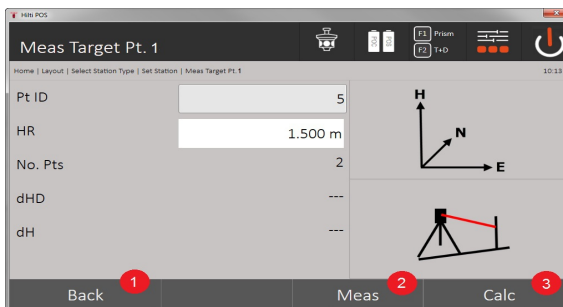 Hilti POS
Meas Target Pt. 1
POC
POS
F1 Prism
F2 T+D
Home | Layout | Select Station Type | Set Station | Meas Target Pt. 1
10:13
Pt ID 5
HR 1.500 m
No. Pts 2
dHD ---
dH ---
H
N
E
1
2
3
Back Meas Calc